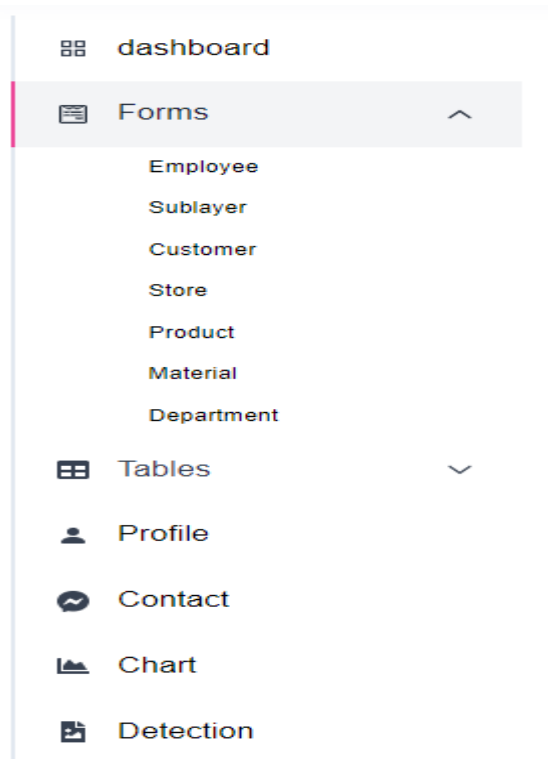 dashboard
Forms
Employee
Sublayer
Customer
Store
Product
Material
Department
Tables
Profile
Contact
Chart
Detection